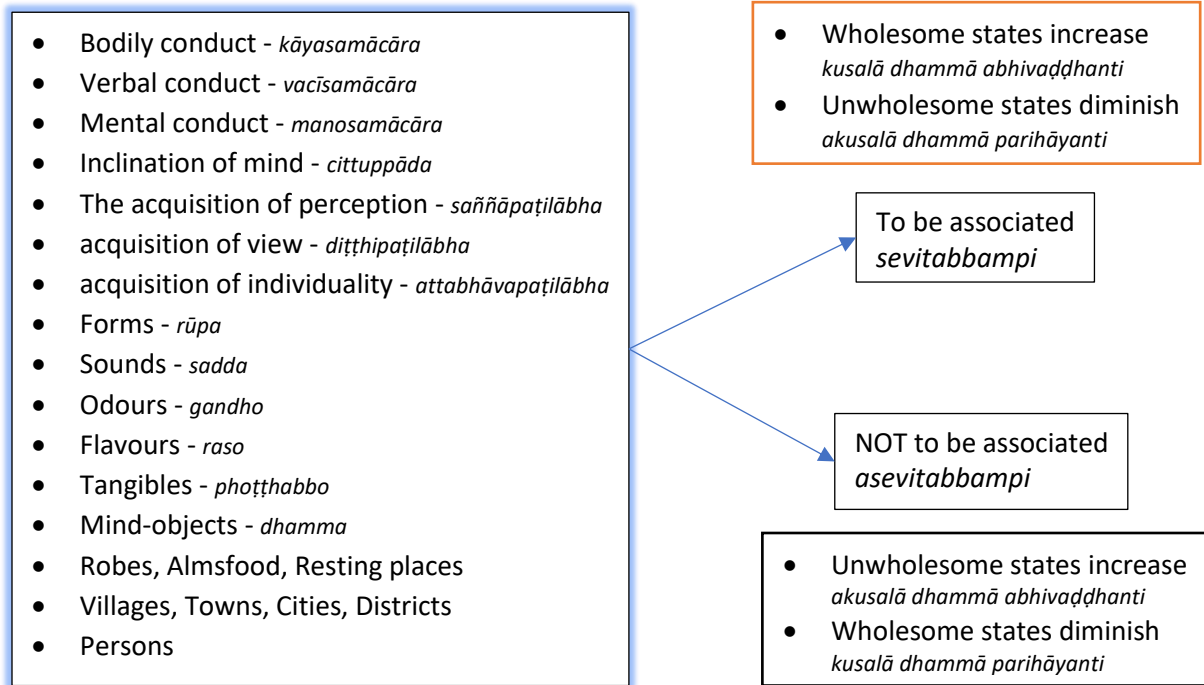 • Bodily conduct - kāyasamācāra
• Verbal conduct - vacīsamācāra
• Mental conduct - manosamācāra
• Inclination of mind - cittuppāda
• The acquisition of perception - saññāpaṭilābha
• acquisition of view - diṭṭhipaṭilābha
• acquisition of individuality - attabhāvapaṭilābha
• Forms - rūpa
• Sounds - sadda
• Odours - gandho
• Flavours - raso
• Tangibles - phoṭṭhabbo
• Mind-objects - dhamma
• Robes, Almsfood, Resting places
• Villages, Towns, Cities, Districts
• Persons
• Wholesome states increase
kusalā dhammā abhivaḍḍhanti
• Unwholesome states diminish
akusalā dhammā parihāyanti
To be associated
sevitabbampi
NOT to be associated
asevitabbampi
• Unwholesome states increase
akusalā dhammā abhivaḍḍhanti
• Wholesome states diminish
kusalā dhammā parihāyanti